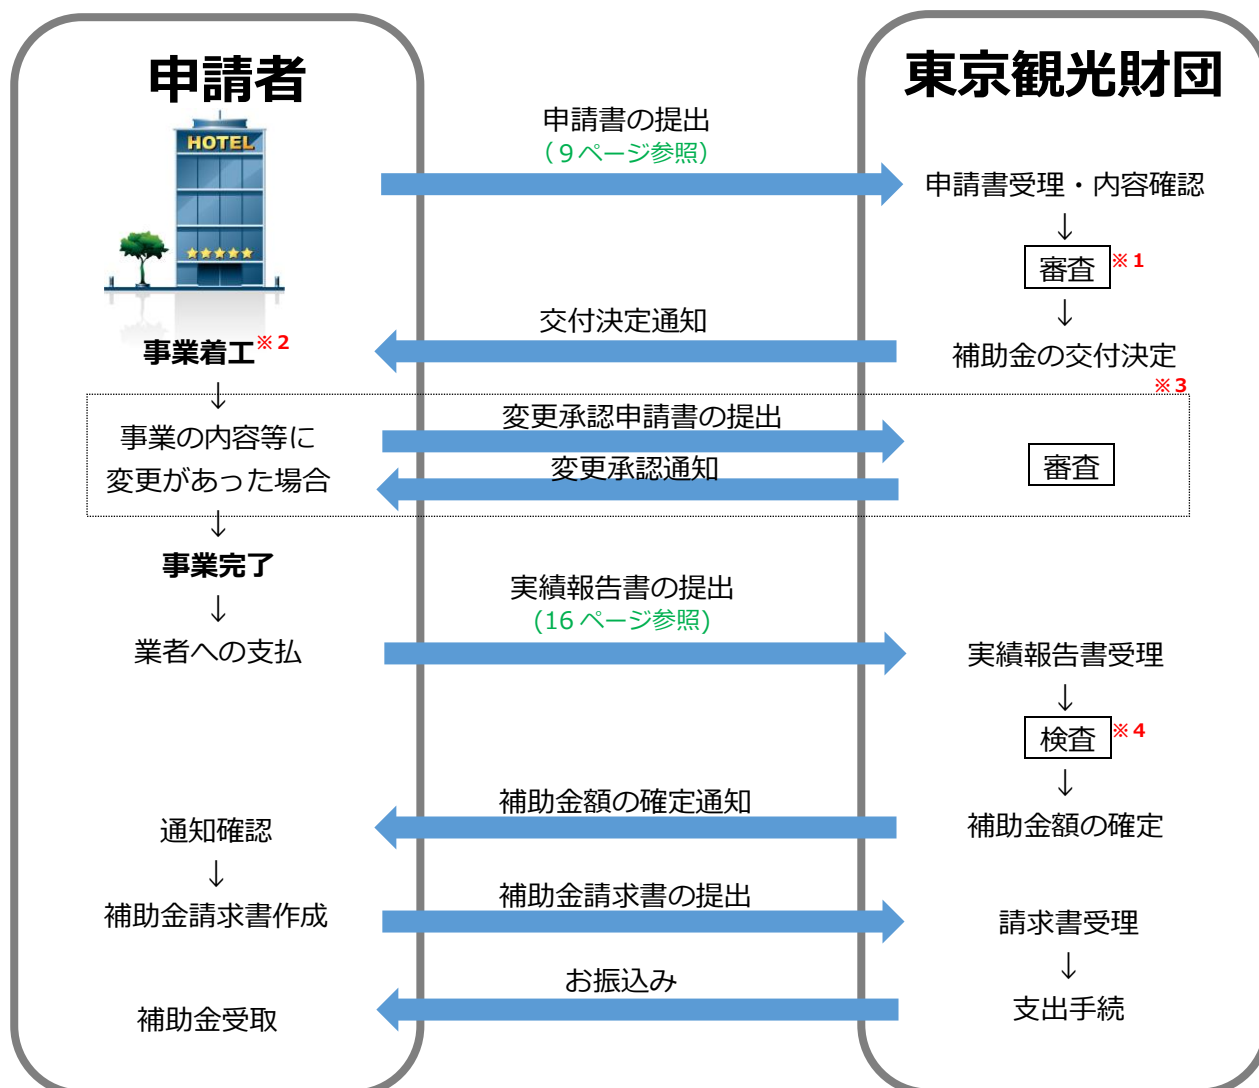 申請者
東京観光財団
HOTEL
申請書の提出
（９ページ参照）
申請書受理・内容確認
↓
審査※１
↓
交付決定通知
事業着工※２
補助金の交付決定
※３
↓
事業の内容等に
変更があった場合
変更承認申請書の提出
変更承認通知
審査
↓
事業完了
↓
業者への支払
実績報告書の提出
(16 ページ参照)
実績報告書受理
↓
検査※４
↓
補助金額の確定通知
補助金額の確定
通知確認
↓
補助金請求書作成
補助金請求書の提出
請求書受理
↓
お振込み
支出手続
補助金受取